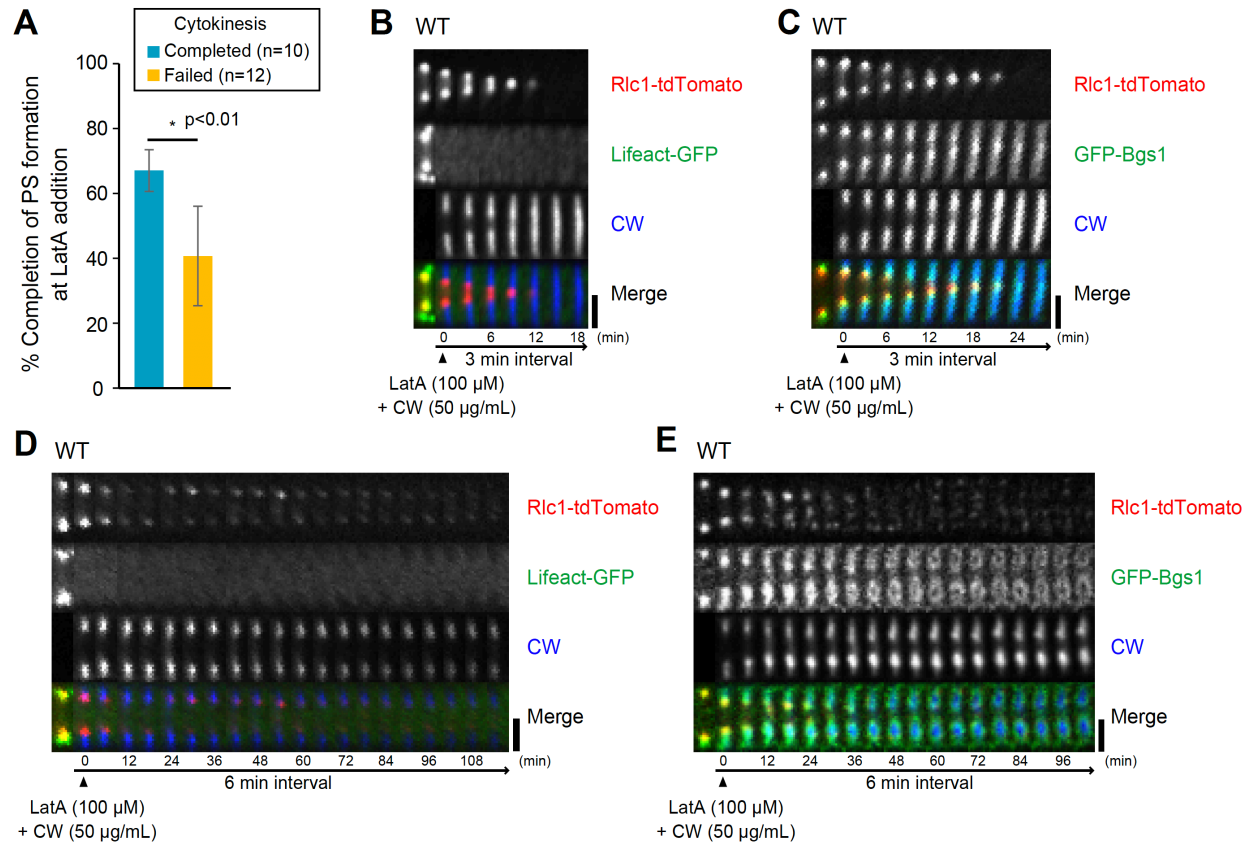 A
Cytokinesis
Completed (n=10)
Failed (n=12)
% Completion of PS formation
at LatA addition
100
80
60
40
20
0
* p<0.01
B
WT
Rlc1-tdTomato
Lifeact-GFP
CW
Merge
0 6 12 18 (min)
3 min interval
LatA (100 µM)
+ CW (50 µg/mL)
C
WT
Rlc1-tdTomato
GFP-Bgs1
CW
Merge
0 6 12 18 24 (min)
3 min interval
LatA (100 µM)
+ CW (50 µg/mL)
D
WT
Rlc1-tdTomato
Lifeact-GFP
CW
Merge
0 12 24 36 48 60 72 84 96 108 (min)
6 min interval
LatA (100 µM)
+ CW (50 µg/mL)
E
WT
Rlc1-tdTomato
GFP-Bgs1
CW
Merge
0 12 24 36 48 60 72 84 96 (min)
6 min interval
LatA (100 µM)
+ CW (50 µg/mL)